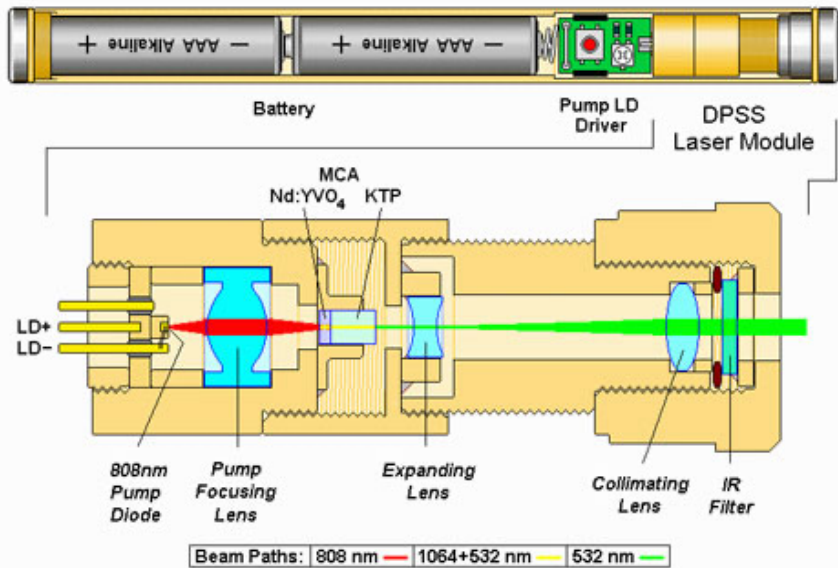 + AAA Alkaline − + AAA Alkaline −
Battery
Pump LD
Driver
DPSS
Laser Module
MCA
Nd:YVO4 KTP
LD+
LD−
808nm
Pump
Diode
Pump
Focusing
Lens
Expanding
Lens
Collimating
Lens
IR
Filter
Beam Paths: 808 nm 1064+532 nm 532 nm